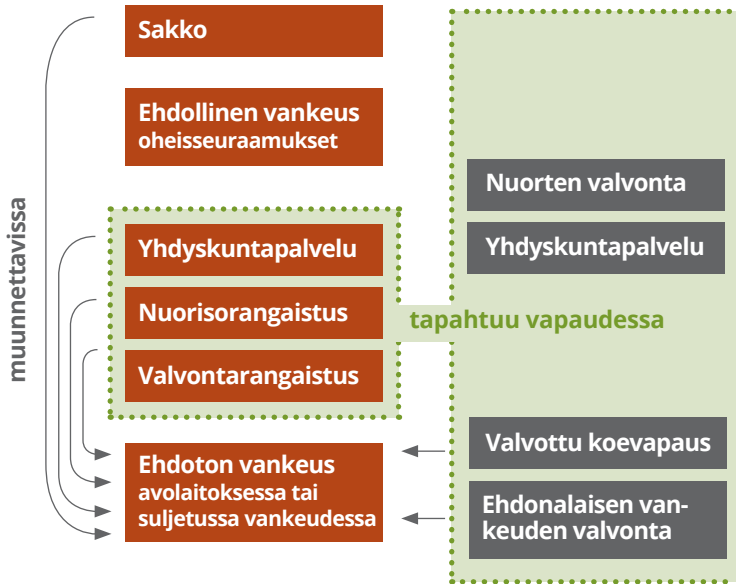 Sakko
Ehdollinen vankeus
oheisseuraamukset
Yhdyskuntapalvelu
Nuorisorangaistus
Valvontarangaistus
Ehdoton vankeus
avolaitoksessa tai
suljetussa vankeudessa
muunnettavissa
tapahtuu vapaudessa
Nuorten valvonta
Yhdyskuntapalvelu
Valvottu koevapaus
Ehdonalaisen van-
keuden valvonta